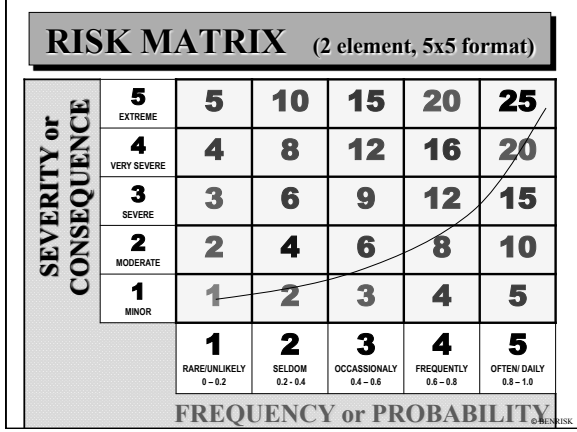 RISK MATRIX (2 element, 5x5 format)
SEVERITY or
CONSEQUENCE
5 5 10 15 20 25
EXTREME
4 4 8 12 16 20
VERY SEVERE
3 3 6 9 12 15
SEVERE
2 2 4 6 8 10
MODERATE
1 1 2 3 4 5
MINOR
1 2 3 4 5
RARE/UNLIKELY SELDOM OCCASSIONALY FREQUENTLY OFTEN/ DAILY
0 – 0.2 0.2 - 0.4 0.4 – 0.6 0.6 – 0.8 0.8 – 1.0
FREQUENCY or PROBABILITY
© BENRISK